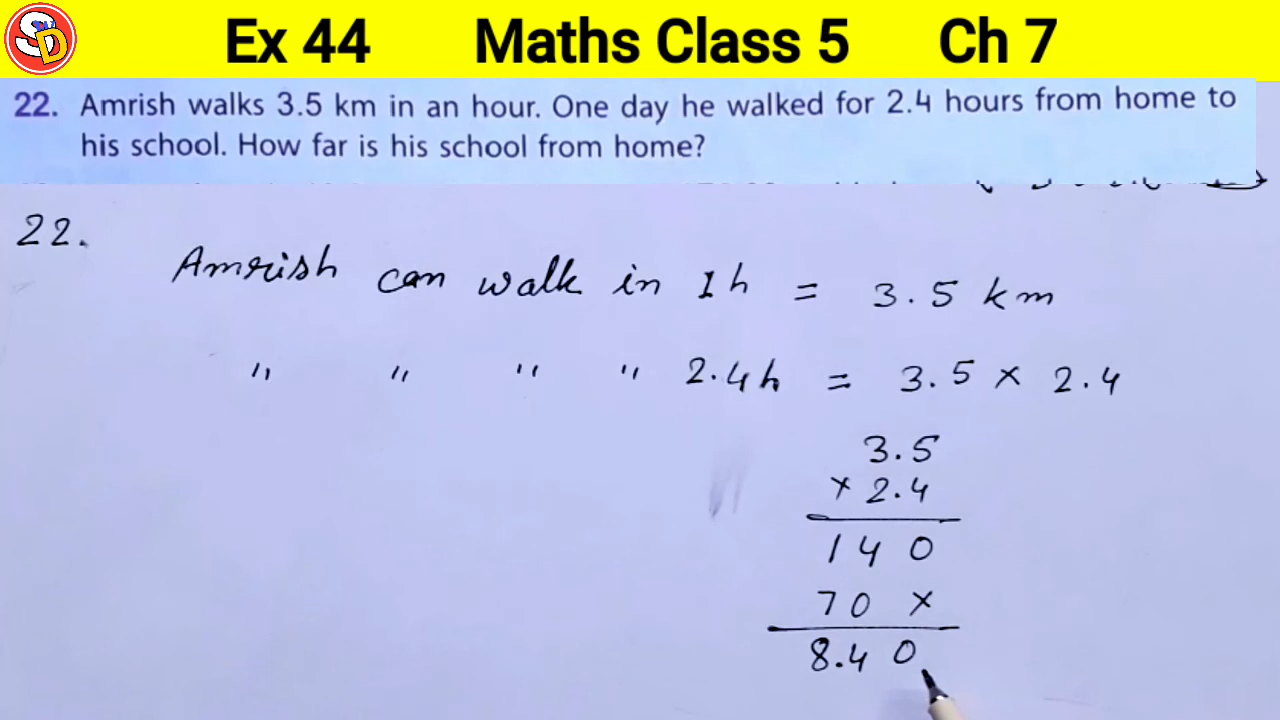 SD
Ex 44 Maths Class 5 Ch 7
22. Amrish walks 3.5 km in an hour. One day he walked for 2.4 hours from home to
his school. How far is his school from home?
22.
Amrish can walk in 1h = 3.5 km
" " " " 2.4h = 3.5 × 2.4
3.5
× 2.4
140
70 ×
8.40